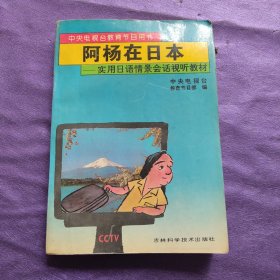 中央电视台教育节目用书
阿杨在日本
——实用日语情景会话视听教材
中央电视台
教育节目部 编
CCTV
吉林科学技术出版社